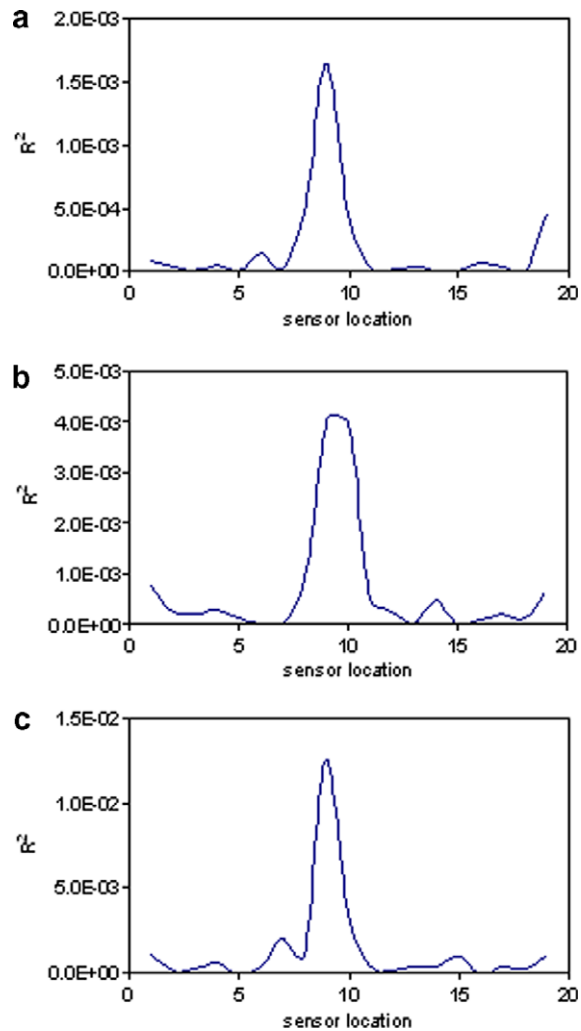 a
2.0E-03
1.5E-03
1.0E-03
5.0E-04
0.0E+00
R²
0 5 10 15 20
sensor location
b
5.0E-03
4.0E-03
3.0E-03
2.0E-03
1.0E-03
0.0E+00
R²
0 5 10 15 20
sensor location
c
1.5E-02
1.0E-02
5.0E-03
0.0E+00
R²
0 5 10 15 20
sensor location